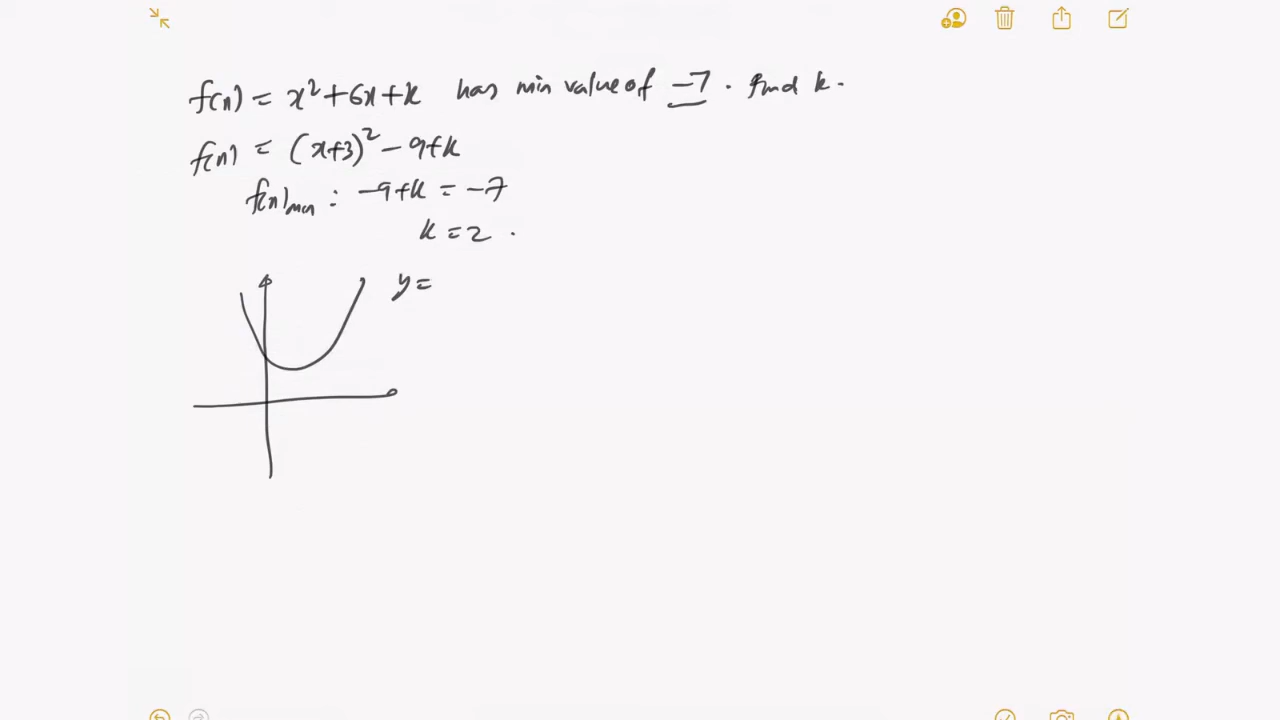 f(x) = x² + 6x + k has min value of -7. find k.
f(x) = (x+3)² - 9 + k
f(x)min : -9 + k = -7
k = 2.
y =